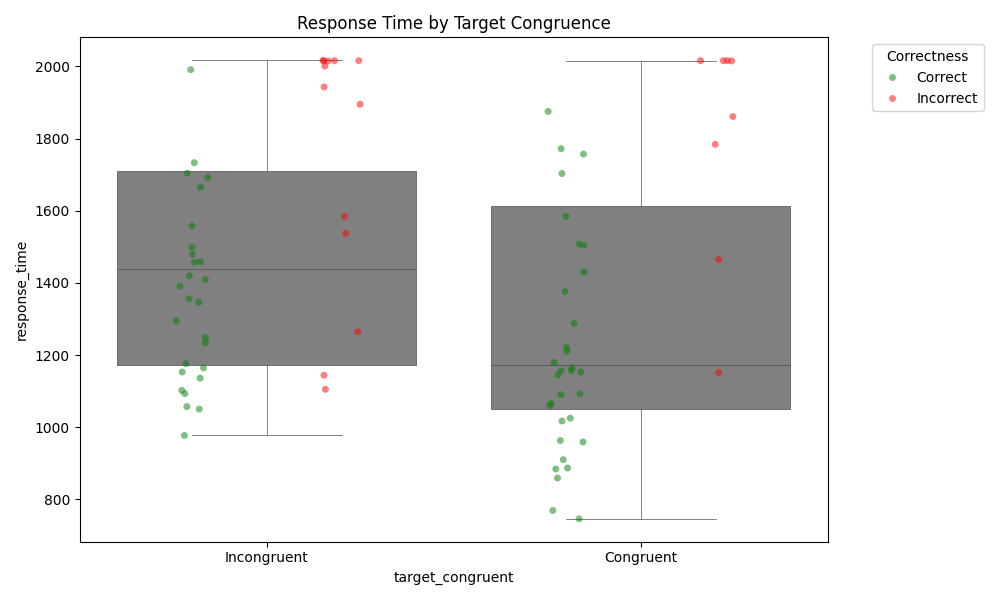 Response Time by Target Congruence
Correctness
Correct
Incorrect
response_time
2000
1800
1600
1400
1200
1000
800
Incongruent
Congruent
target_congruent